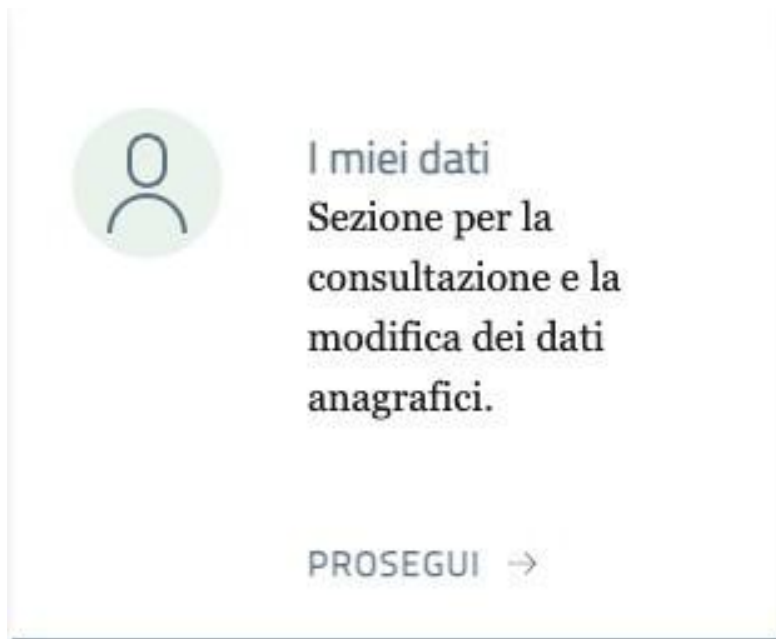 I miei dati
Sezione per la
consultazione e la
modifica dei dati
anagrafici.
PROSEGUI →